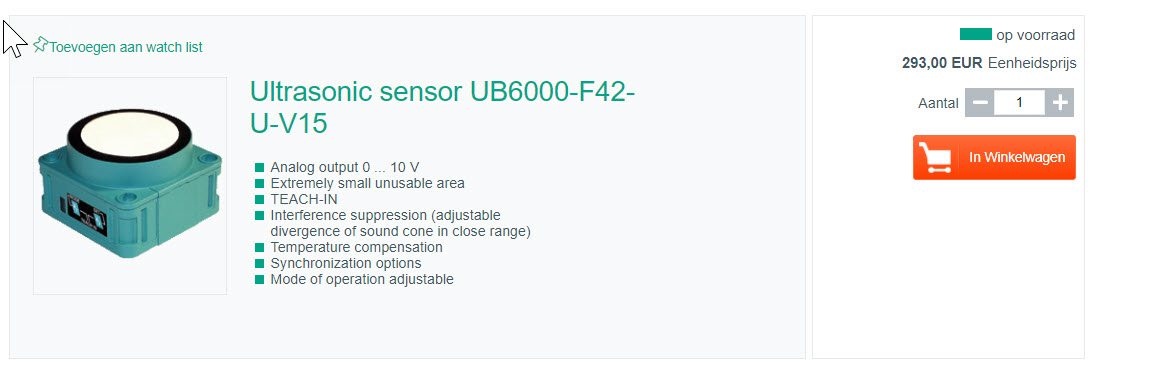 Toevoegen aan watch list
Ultrasonic sensor UB6000-F42-
U-V15
Analog output 0 ... 10 V
Extremely small unusable area
TEACH-IN
Interference suppression (adjustable
divergence of sound cone in close range)
Temperature compensation
Synchronization options
Mode of operation adjustable
op voorraad
293,00 EUR Eenheidsprijs
Aantal 1
In Winkelwagen